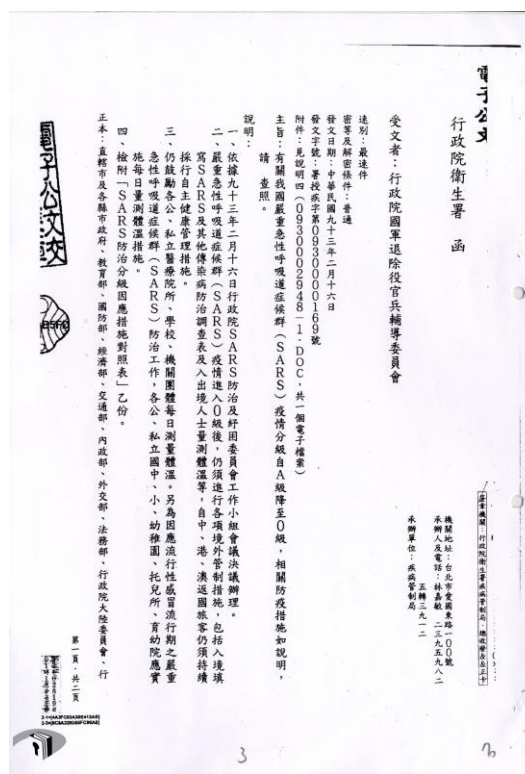 行政院衛生署　函
機關地址：台北市愛國東路一００號
承辦人及電話：林嘉敏　二三九五九八二
五轉三九一二
承辦單位：疾病管制局
受文者：行政院國軍退除役官兵輔導委員會
速別：最速件
密等及解密條件：普通
發文日期：中華民國九十三年二月十六日
發文字號：署授疾字第0930000169號
附件：見說明四（0930002948-1．DOC，共一個電子檔案）
主旨：有關我國嚴重急性呼吸道症候群（SARS）疫情分級自A級降至0級，相關防疫措施如說明，
請　查照。
說明：
一、依據九十三年二月十六日行政院SARS防治及紓困委員會工作小組會議決議辦理。
二、嚴重急性呼吸道症候群（SARS）疫情進入0級後，仍須進行各項境外管制措施，包括入境填
寫SARS及其他傳染病防治調查表及入出境人士量測體溫等，自中、港、澳返國旅客仍須持續
採行自主健康管理措施。
三、仍鼓勵各公、私立醫療院所、學校、機關團體每日測量體溫。另為因應流行性感冒流行期之嚴重
急性呼吸道症候群（SARS）防治工作，各公、私立國中、小、幼稚園、托兒所、育幼院應實
施每日量測體溫措施。
四、檢附「SARS防治分級因應措施對照表」乙份。
正本：直轄市及各縣市政府、教育部、國防部、經濟部、交通部、內政部、外交部、法務部、行政院大陸委員會、行
第一頁．共二頁
3